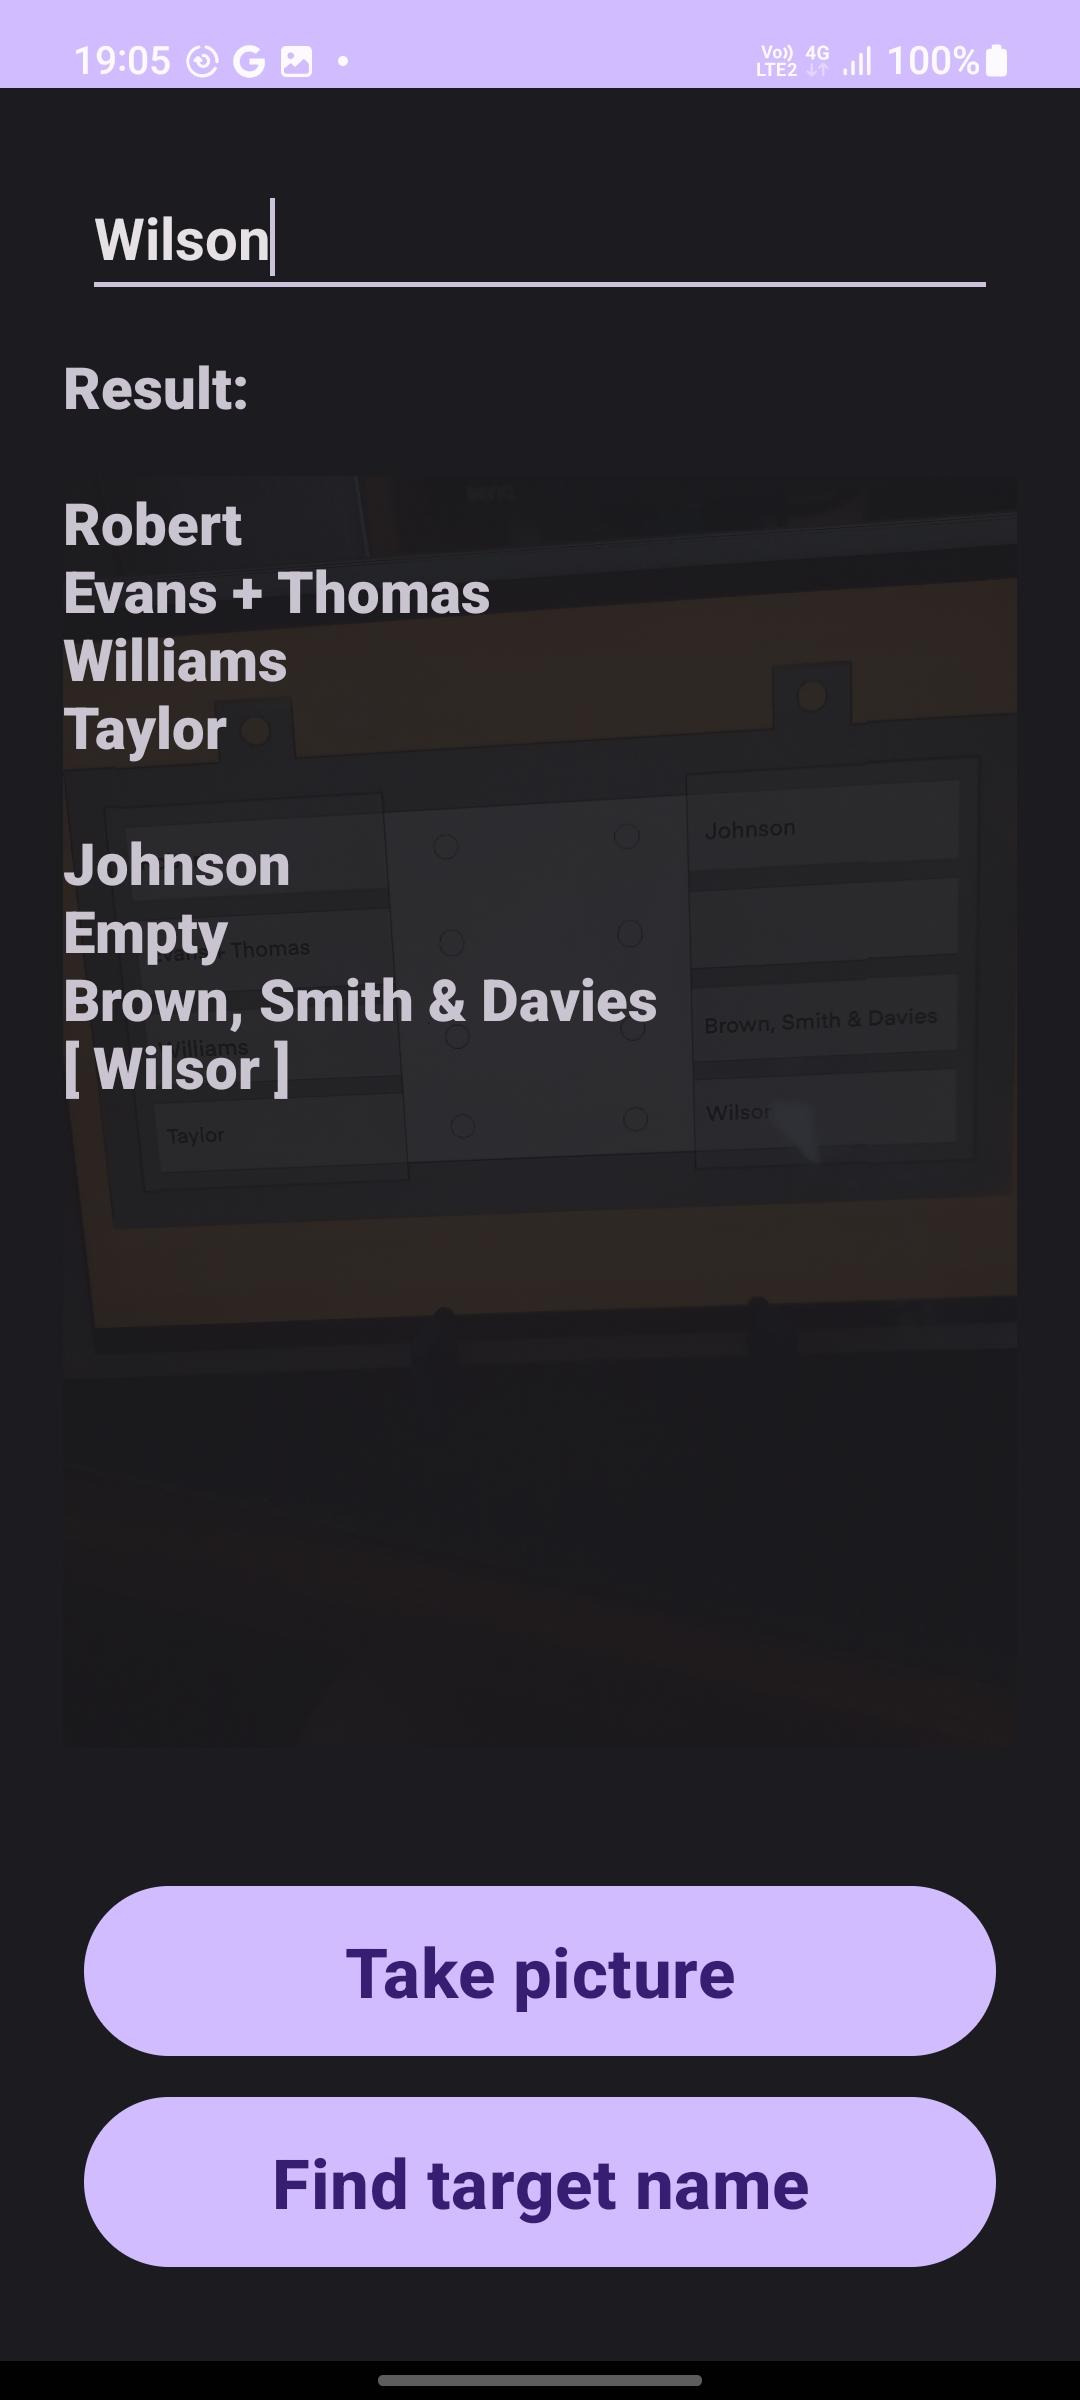 19:05
Vo)) 4G 100%
LTE2
Wilson
Result:
Robert
Evans + Thomas
Williams
Taylor
Johnson
Empty
Brown, Smith & Davies
[ Wilsor ]
Johnson
Evans + Thomas
Brown, Smith & Davies
Williams
Wilsor
Taylor
Take picture
Find target name